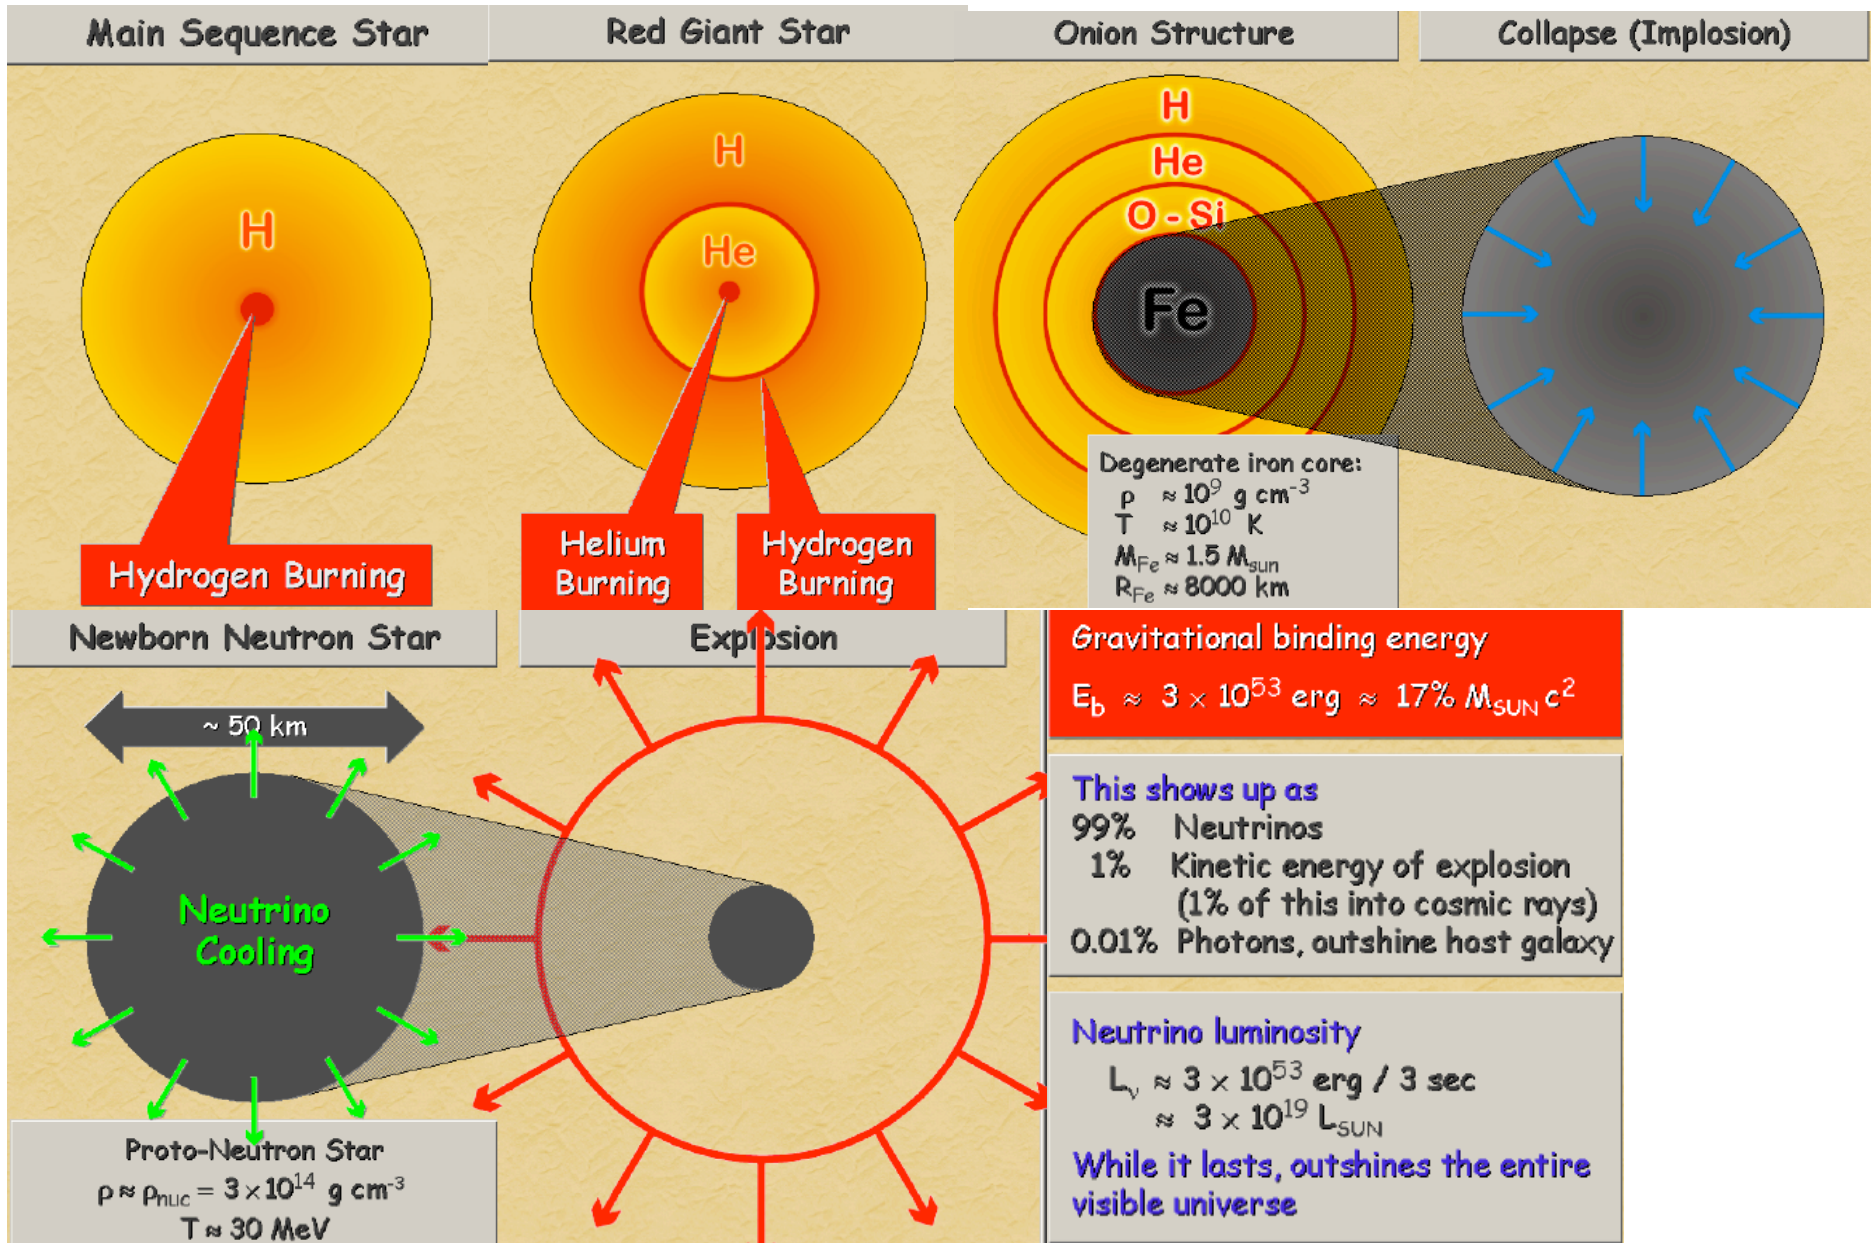 Main Sequence Star
H
Hydrogen Burning
Red Giant Star
H
He
Helium
Burning
Hydrogen
Burning
Onion Structure
H
He
O - Si
Fe
Degenerate iron core:
ρ ≈ 10⁹ g cm⁻³
T ≈ 10¹⁰ K
M_Fe ≈ 1.5 M_sun
R_Fe ≈ 8000 km
Collapse (Implosion)
Newborn Neutron Star
~ 50 km
Neutrino
Cooling
Proto-Neutron Star
ρ ≈ ρ_nuc = 3 × 10¹⁴ g cm⁻³
T ≈ 30 MeV
Explosion
Gravitational binding energy
E_b ≈ 3 × 10⁵³ erg ≈ 17% M_SUN c²
This shows up as
99% Neutrinos
1% Kinetic energy of explosion
(1% of this into cosmic rays)
0.01% Photons, outshine host galaxy
Neutrino luminosity
L_ν ≈ 3 × 10⁵³ erg / 3 sec
≈ 3 × 10¹⁹ L_SUN
While it lasts, outshines the entire
visible universe